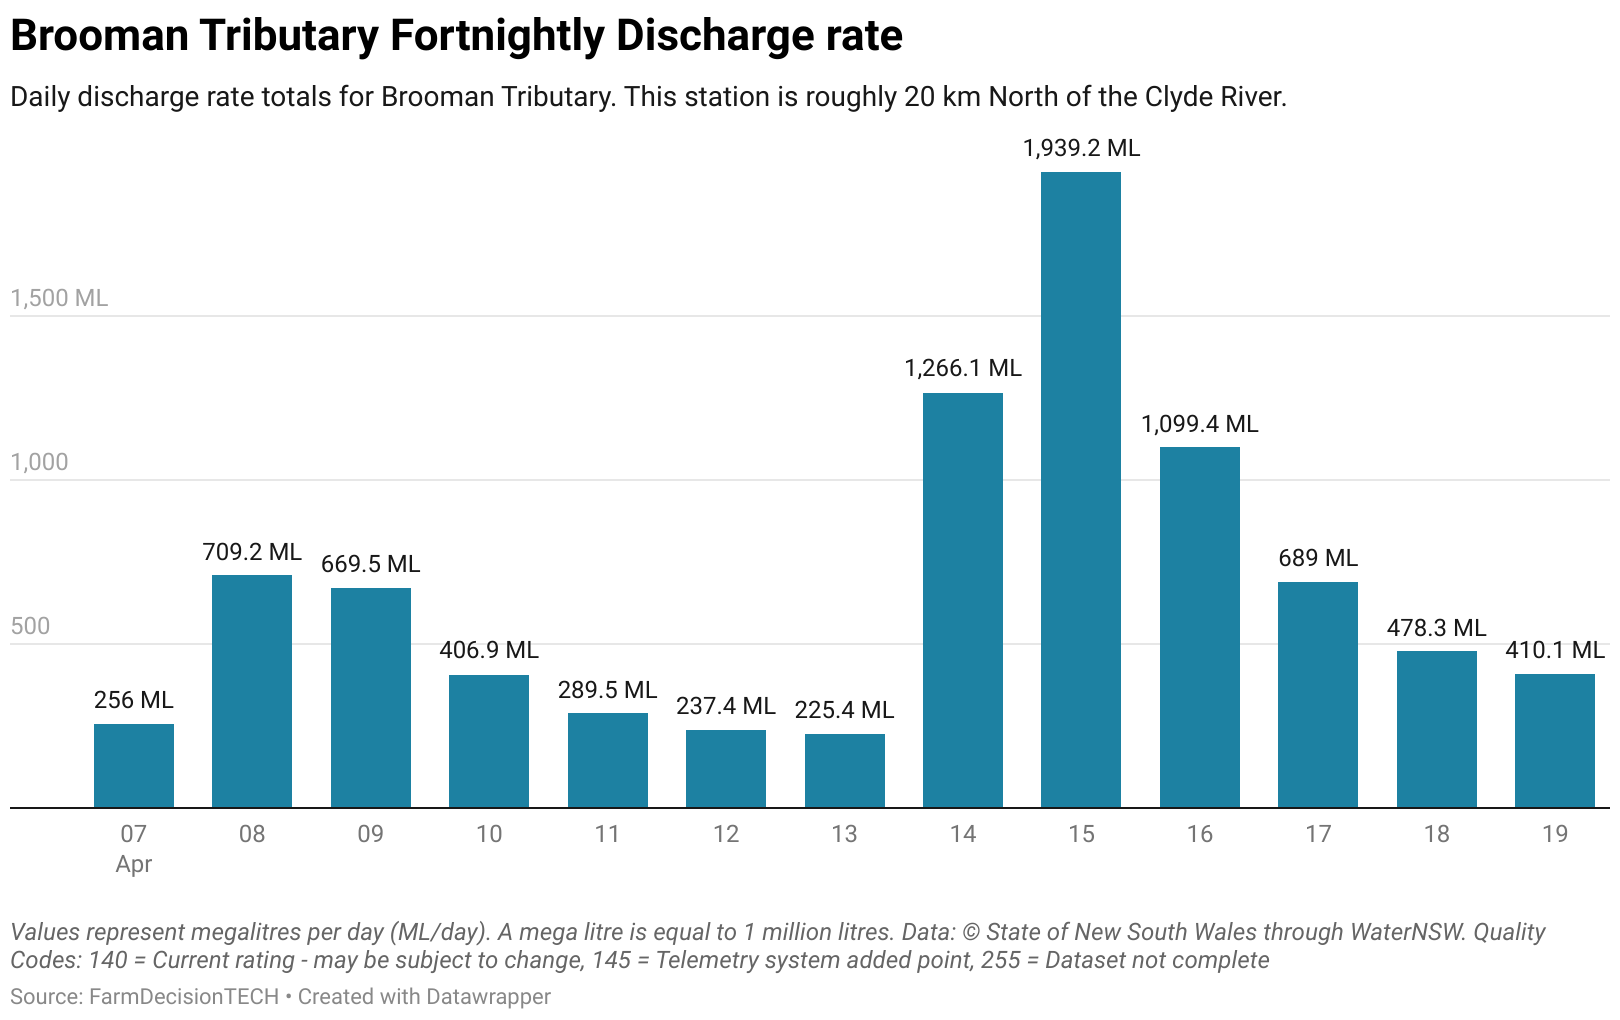 Brooman Tributary Fortnightly Discharge rate
Daily discharge rate totals for Brooman Tributary. This station is roughly 20 km North of the Clyde River.
1,939.2 ML
1,500 ML
1,266.1 ML
1,099.4 ML
1,000
709.2 ML
669.5 ML
689 ML
500
478.3 ML
406.9 ML
410.1 ML
289.5 ML
256 ML
237.4 ML
225.4 ML
07 08 09 10 11 12 13 14 15 16 17 18 19
Apr
Values represent megalitres per day (ML/day). A mega litre is equal to 1 million litres. Data: © State of New South Wales through WaterNSW. Quality
Codes: 140 = Current rating - may be subject to change, 145 = Telemetry system added point, 255 = Dataset not complete
Source: FarmDecisionTECH • Created with Datawrapper